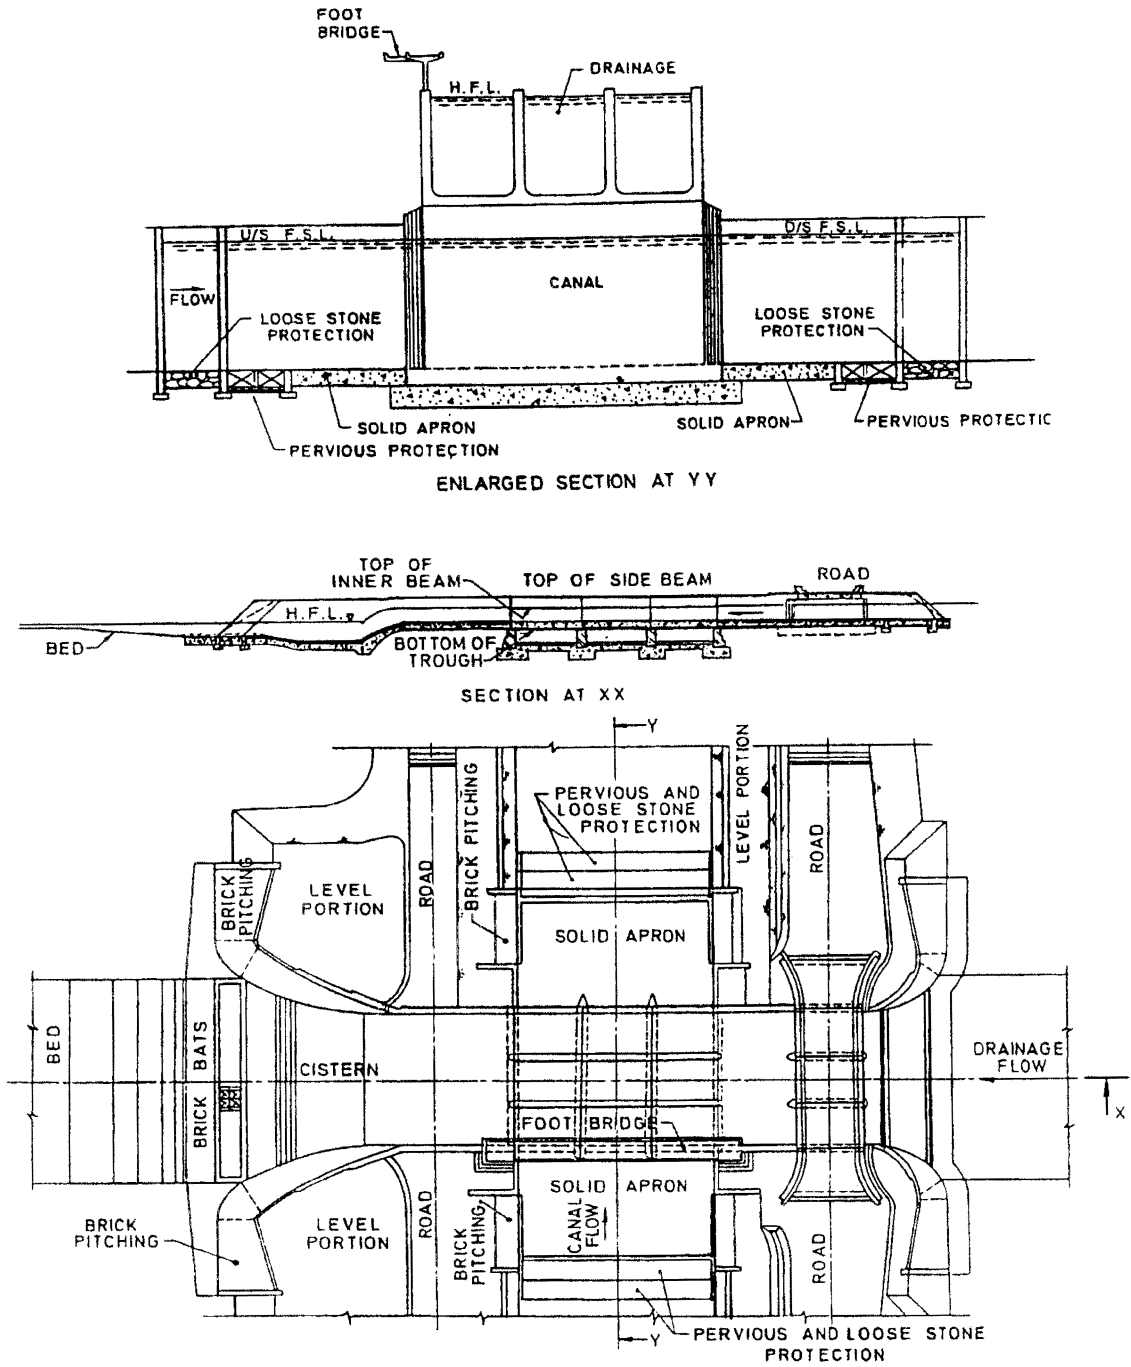 FOOT
BRIDGE
H.F.L.
DRAINAGE
U/S F.S.L.
D/S F.S.L.
FLOW
CANAL
LOOSE STONE
PROTECTION
LOOSE STONE
PROTECTION
SOLID APRON
SOLID APRON
PERVIOUS PROTECTIC
PERVIOUS PROTECTION
ENLARGED SECTION AT YY
TOP OF
INNER BEAM
TOP OF SIDE BEAM
ROAD
H.F.L.
BED
BOTTOM OF
TROUGH
SECTION AT XX
Y
BRICK PITCHING
PERVIOUS AND
LOOSE STONE
PROTECTION
LEVEL PORTION
ROAD
ROAD
BRICK
PITCHING
LEVEL
PORTION
SOLID APRON
BED
BRICK BATS
CISTERN
DRAINAGE
FLOW
X
FOOT BRIDGE
SOLID APRON
BRICK
PITCHING
LEVEL
PORTION
ROAD
BRICK
PITCHING
CANAL
FLOW
ROAD
Y
PERVIOUS AND LOOSE STONE
PROTECTION